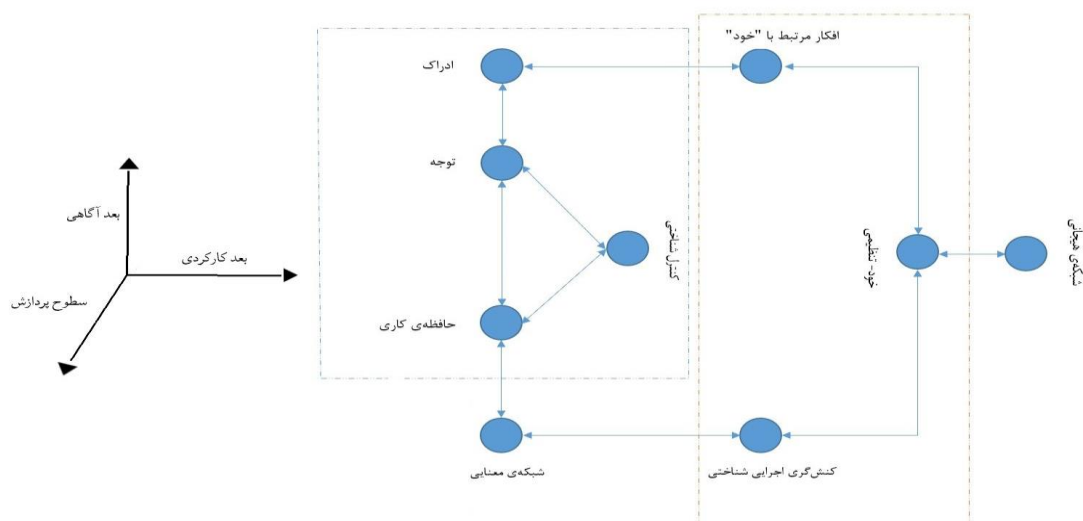 افکار مرتبط با "خود"
ادراک
توجه
بعد آگاهی
کنترل شناختی
خود- تنظیمی
شبکه‌ی هیجانی
بعد کارکردی
سطوح پردازش
حافظه‌ی کاری
شبکه‌ی معنایی
کنش‌گری اجرایی شناختی